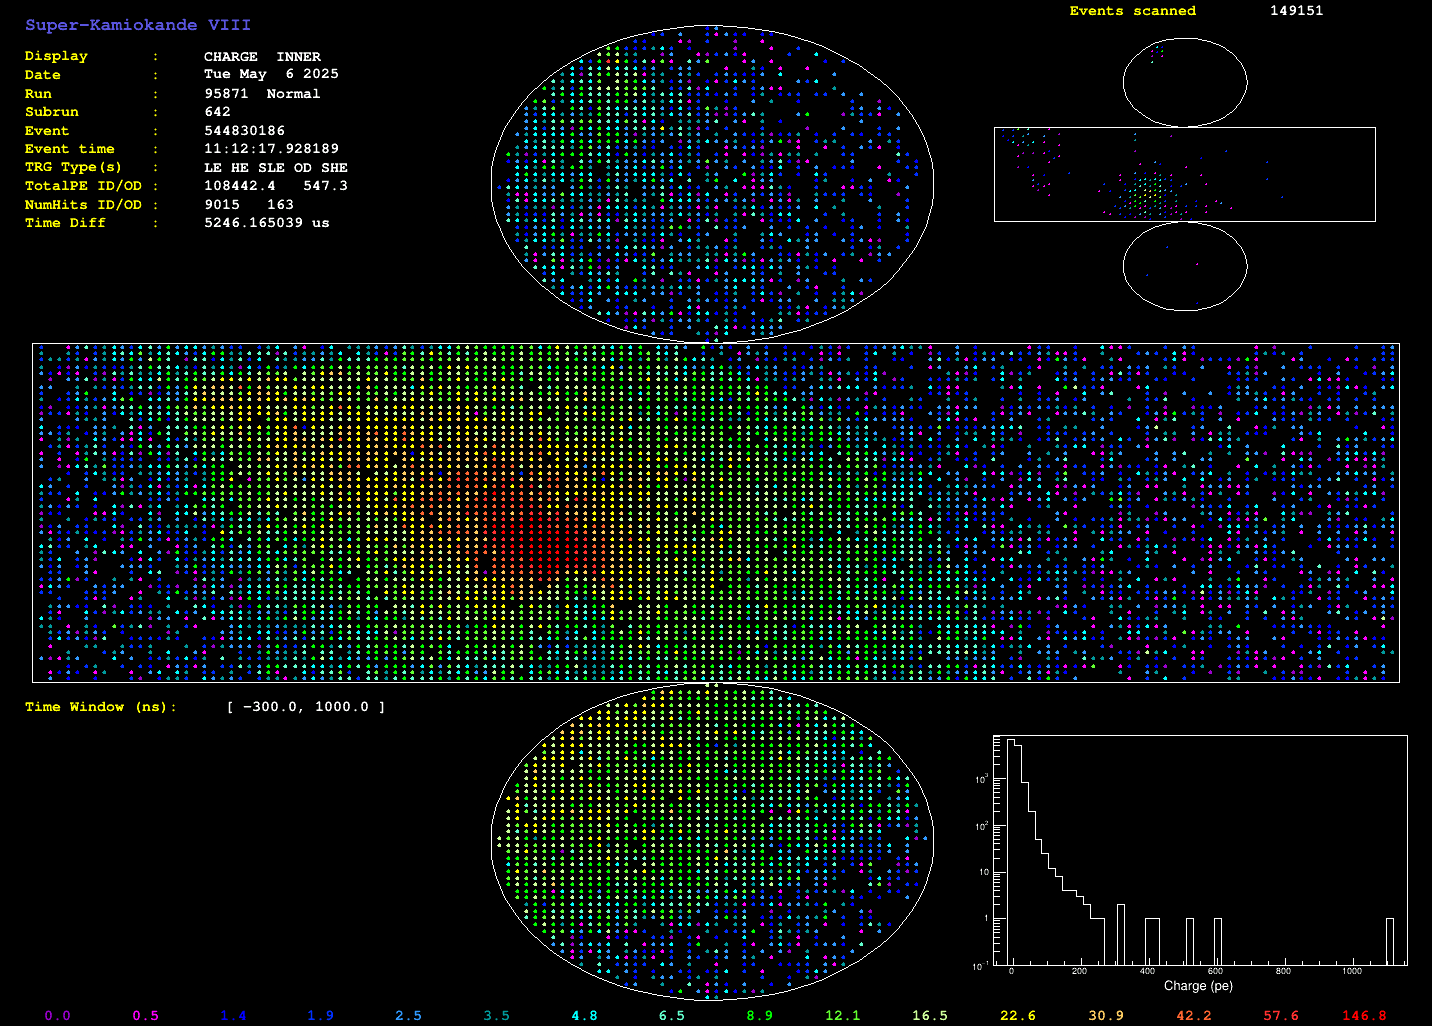 Super-Kamiokande VIII
Display : CHARGE INNER
Date : Tue May 6 2025
Run : 95871 Normal
Subrun : 642
Event : 544830186
Event time : 11:12:17.928189
TRG Type(s) : LE HE SLE OD SHE
TotalPE ID/OD : 108442.4 547.3
NumHits ID/OD : 9015 163
Time Diff : 5246.165039 us
Events scanned 149151
Time Window (ns): [ -300.0, 1000.0 ]
10³
10²
10
1
10⁻¹
0 200 400 600 800 1000
Charge (pe)
0.0 0.5 1.4 1.9 2.5 3.5 4.8 6.5 8.9 12.1 16.5 22.6 30.9 42.2 57.6 146.8